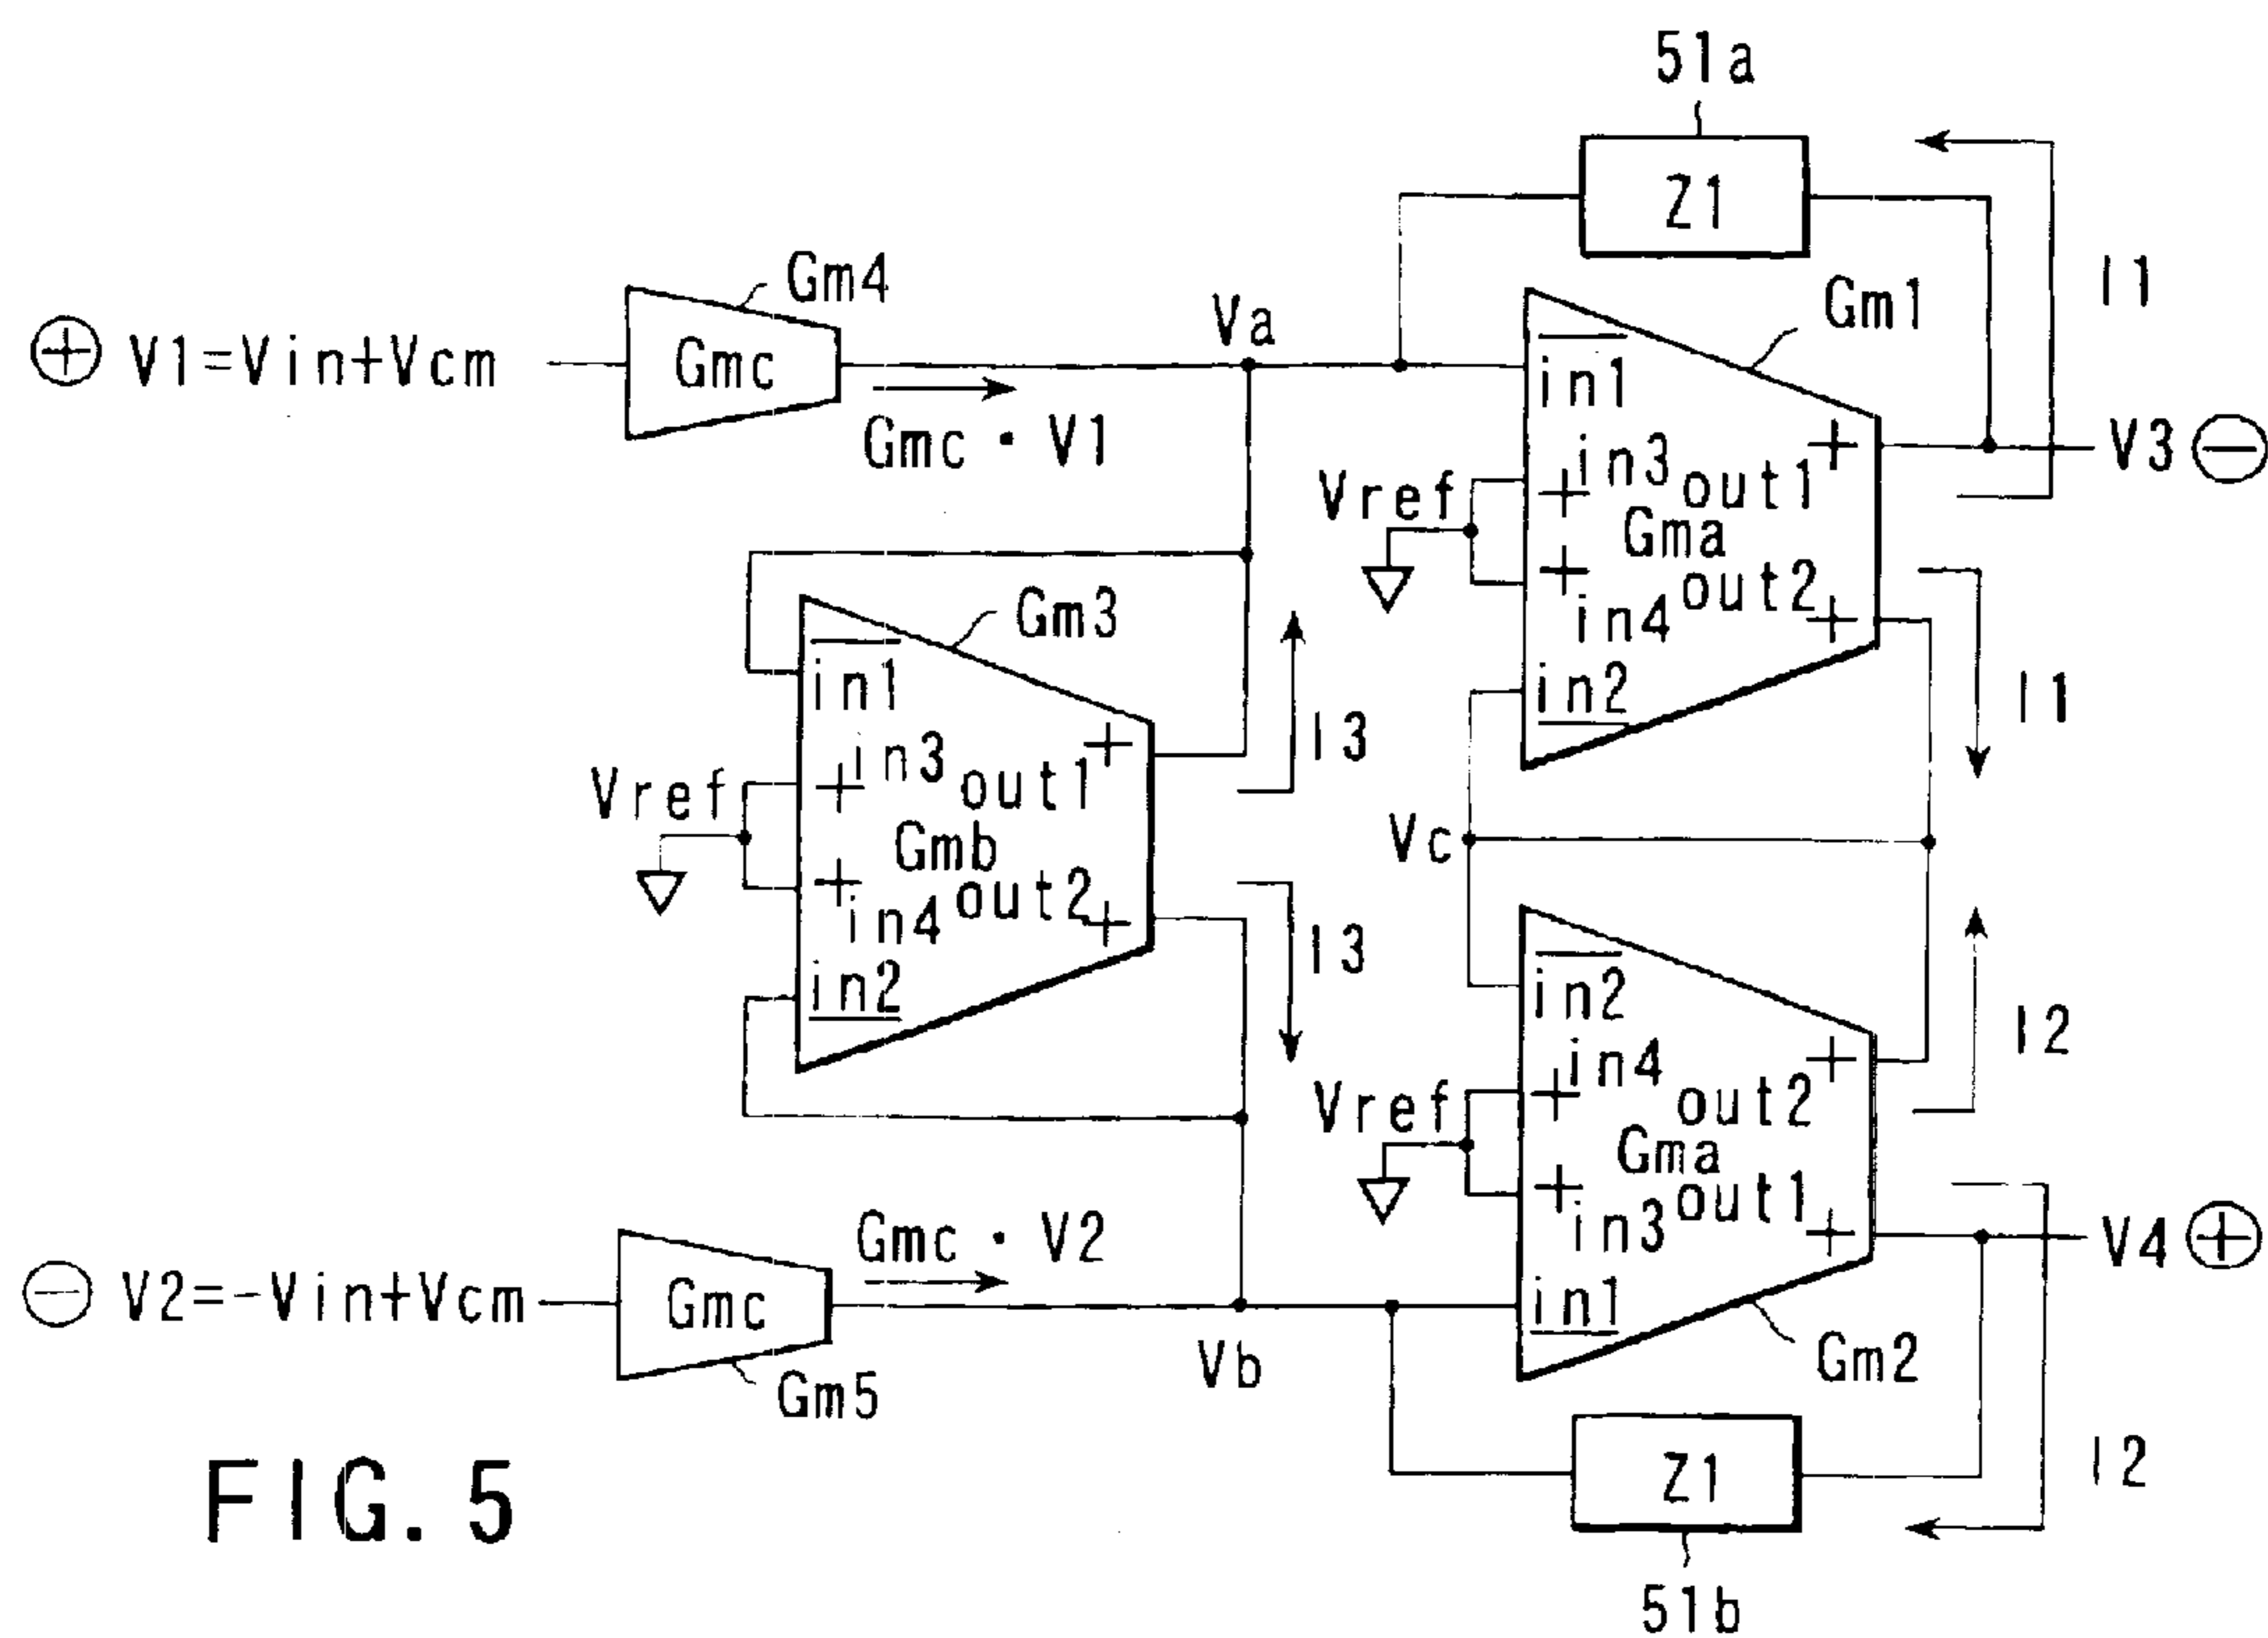 51a
Z1
I1
Gm4
⊕ V1=Vin+Vcm
Gmc
Gmc · V1
Va
Gm1
in1
in3
out1
+
+
Vref
Gma
+
in4
out2
+
in2
V3 ⊖
I1
Gm3
in1
in3
out1
+
+
Vref
Gmb
+
in4
out2
+
in2
I3
I3
Vc
in2
in4
out2
+
+
Vref
Gma
+
in3
out1
+
in1
I2
V4 ⊕
Gm2
Gmc · V2
⊖ V2=-Vin+Vcm
Gmc
Gm5
Vb
Z1
I2
51b
FIG. 5